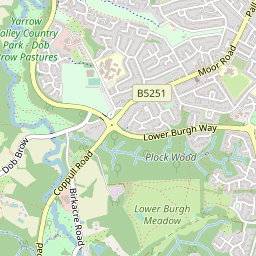 Yarrow
Valley Country
Park - Dob
Brow Pastures
B5251
Moor Road
Lower Burgh Way
Plock Wood
Dob Brow
Coppull Road
Birkacre Road
Lower Burgh
Meadow